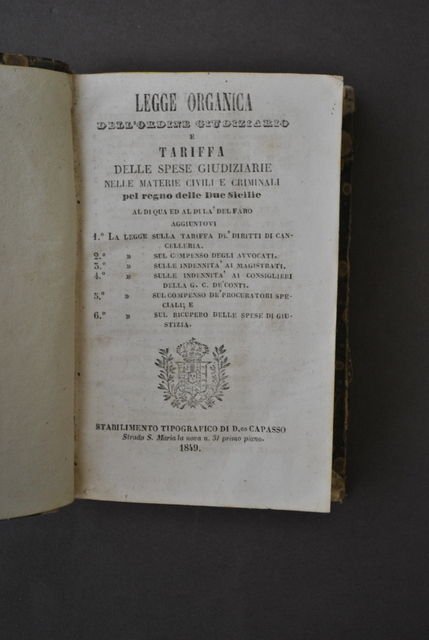 LEGGE ORGANICA
DELL'ORDINE GIUDIZIARIO
E
TARIFFA
DELLE SPESE GIUDIZIARIE
NELLE MATERIE CIVILI E CRIMINALI
pel regno delle Due Sicilie
AL DI QUA ED AL DI LA' DEL FARO
AGGIUNTOVI
1.° LA LEGGE SULLA TARIFFA DE' DIRITTI DI CAN-
CELLERIA.
2.° » SUL COMPENSO DEGLI AVVOCATI.
3.° » SULLE INDENNITA' AI MAGISTRATI.
4.° » SULLE INDENNITA' AI CONSIGLIERI
DELLA G. C. DE' CONTI.
5.° » SUL COMPENSO DE' PROCURATORI SPE-
CIALI; E
6.° » SUL RICUPERO DELLE SPESE DI GIU-
STIZIA.
STABILIMENTO TIPOGRAFICO DI D.co CAPASSO
Strada S. Maria la nova n. 31 primo piano.
1849.